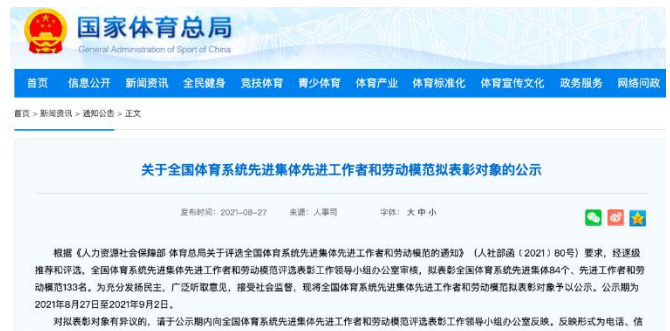 国家体育总局
General Administration of Sport of China
首页 信息公开 新闻资讯 全民健身 竞技体育 青少体育 体育产业 体育标准化 体育宣传文化 政务服务 网络问政
首页 > 新闻资讯 > 通知公告 > 正文
关于全国体育系统先进集体先进工作者和劳动模范拟表彰对象的公示
发布时间：2021-08-27 来源：人事司 字体：大 中 小
根据《人力资源社会保障部 体育总局关于评选全国体育系统先进集体先进工作者和劳动模范的通知》（人社部函〔2021〕80号）要求，经逐级
推荐和评选，全国体育系统先进集体先进工作者和劳动模范评选表彰工作领导小组办公室审核，拟表彰全国体育系统先进集体84个、先进工作者和劳
动模范133名。为充分发扬民主，广泛听取意见，接受社会监督，现将全国体育系统先进集体先进工作者和劳动模范拟表彰对象予以公示。公示期为
2021年8月27日至2021年9月2日。
对拟表彰对象有异议的，请于公示期内向全国体育系统先进集体先进工作者和劳动模范评选表彰工作领导小组办公室反映。反映形式为电话、信